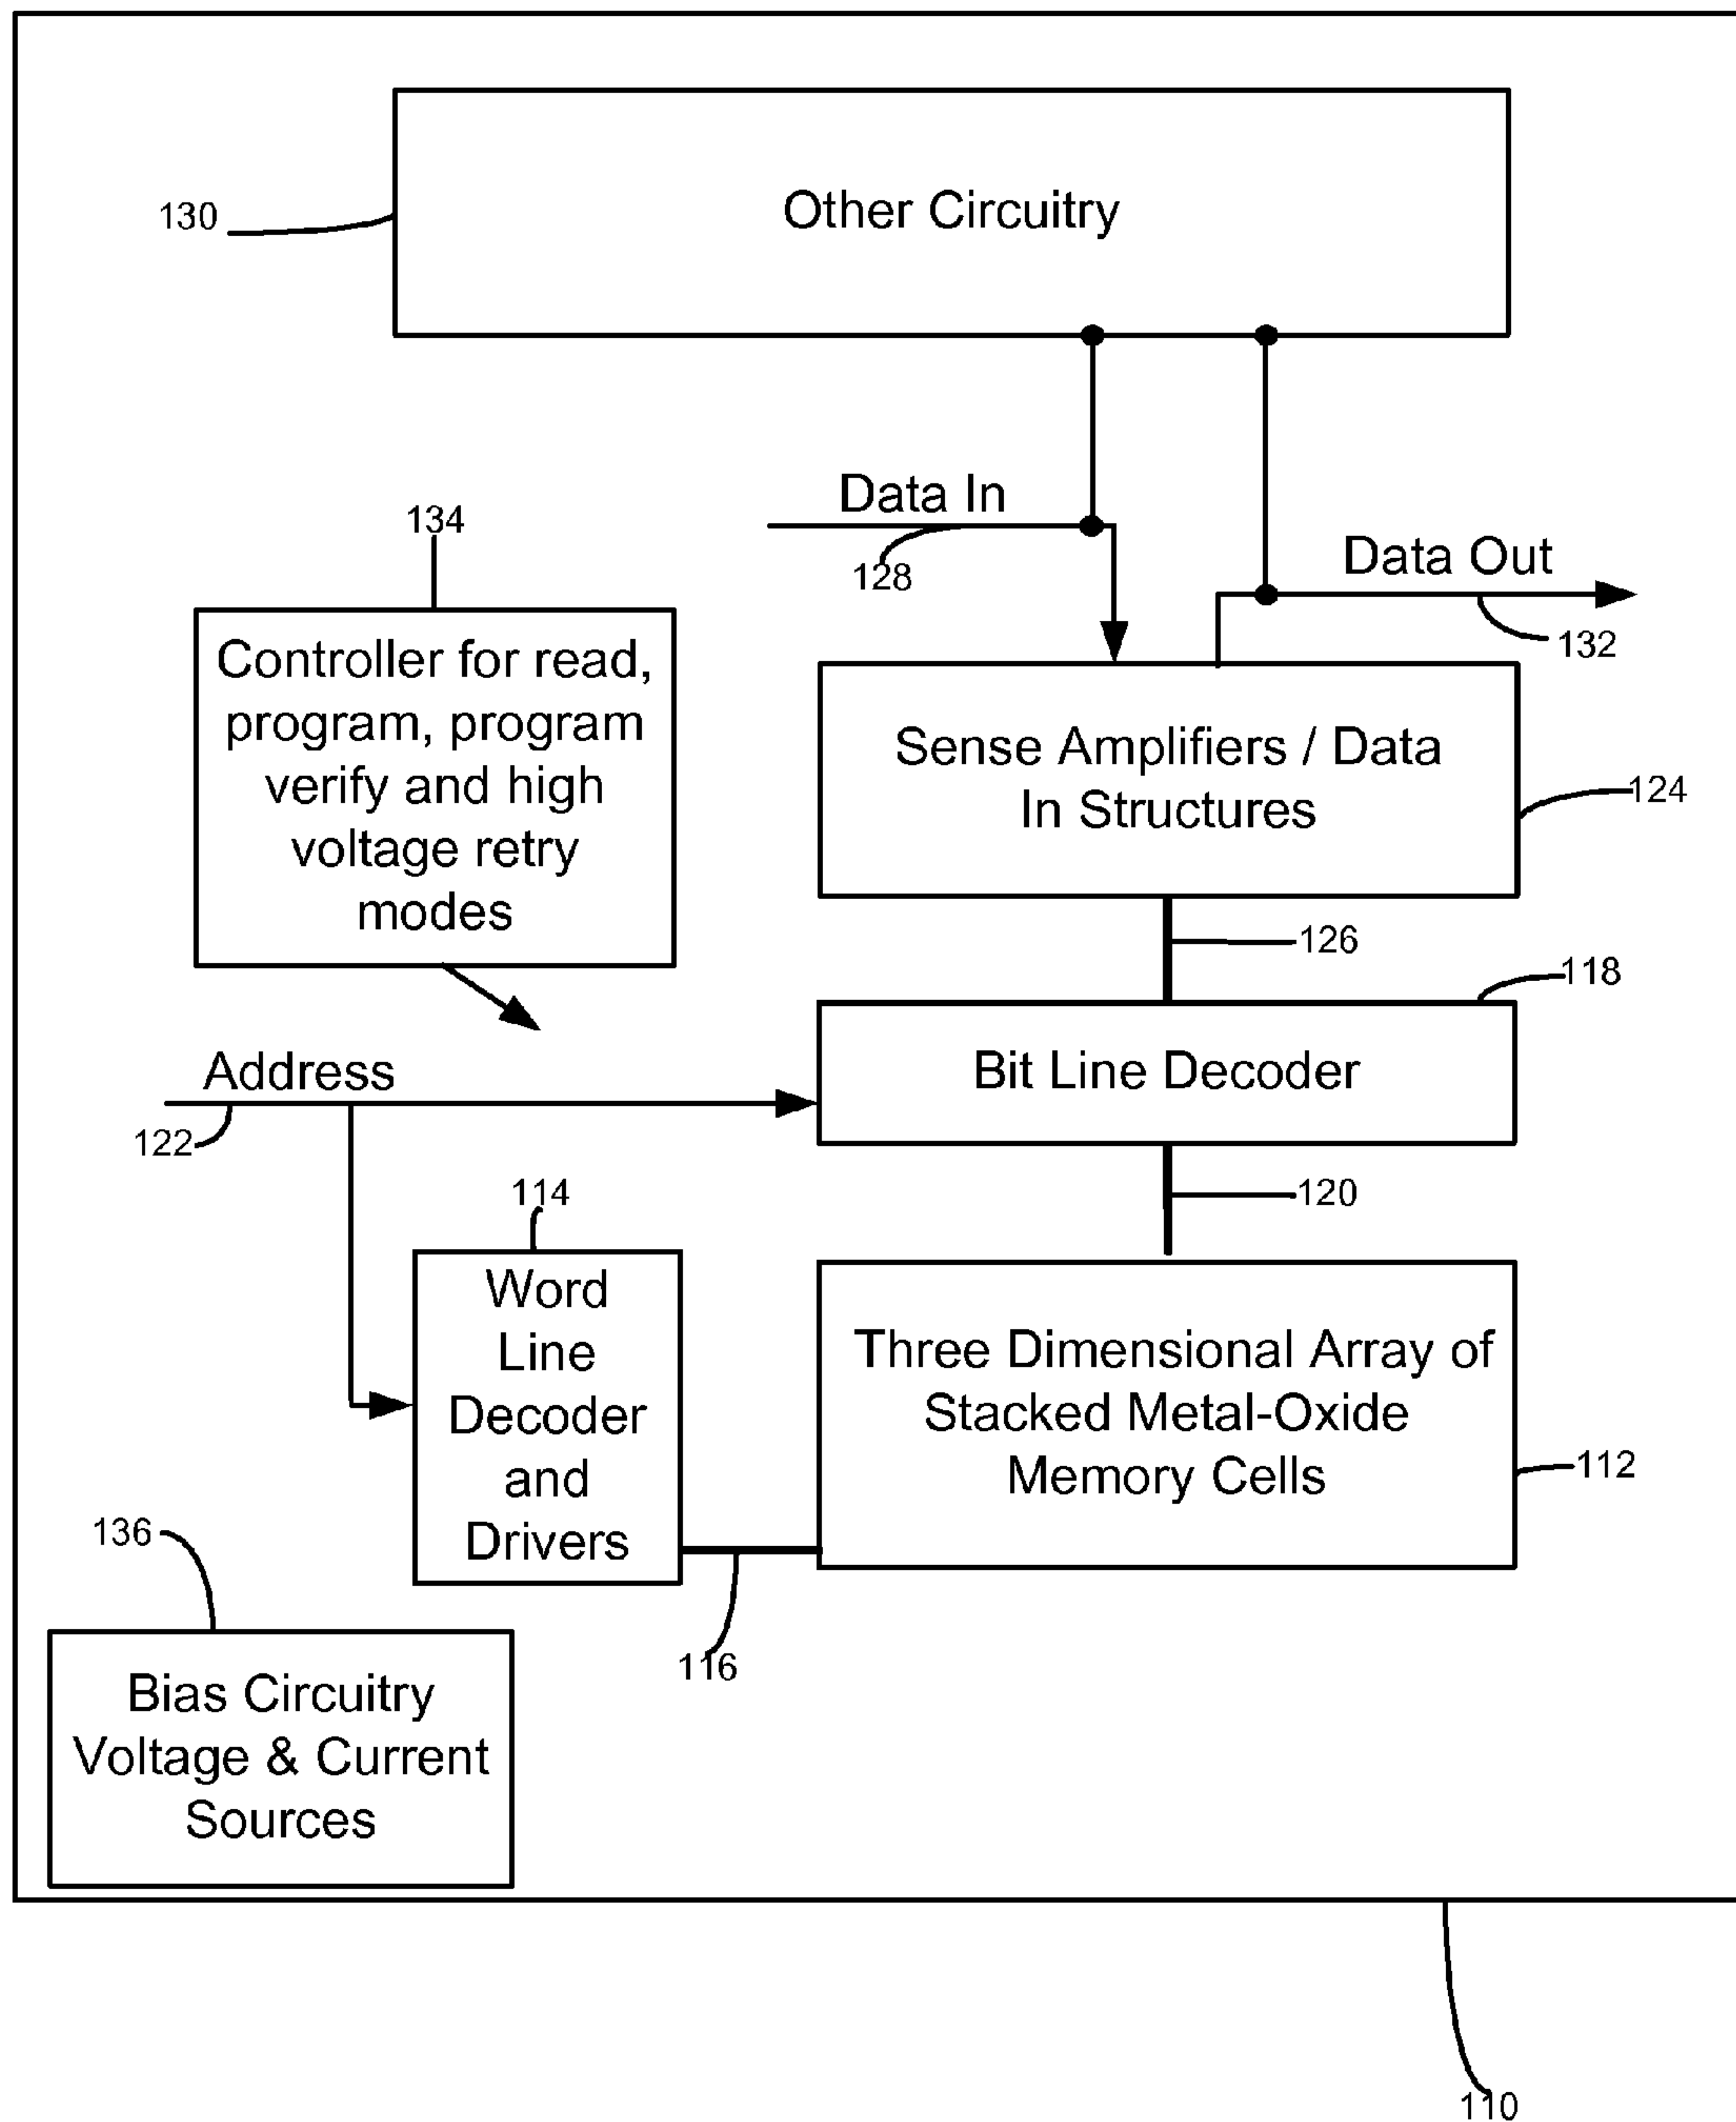 Other Circuitry
130
Data In
128
134
Data Out
132
Controller for read,
program, program
verify and high
voltage retry
modes
Sense Amplifiers / Data
In Structures
124
126
118
Address
122
Bit Line Decoder
114
120
Word
Line
Decoder
and
Drivers
Three Dimensional Array of
Stacked Metal-Oxide
Memory Cells
112
136
116
Bias Circuitry
Voltage & Current
Sources
110